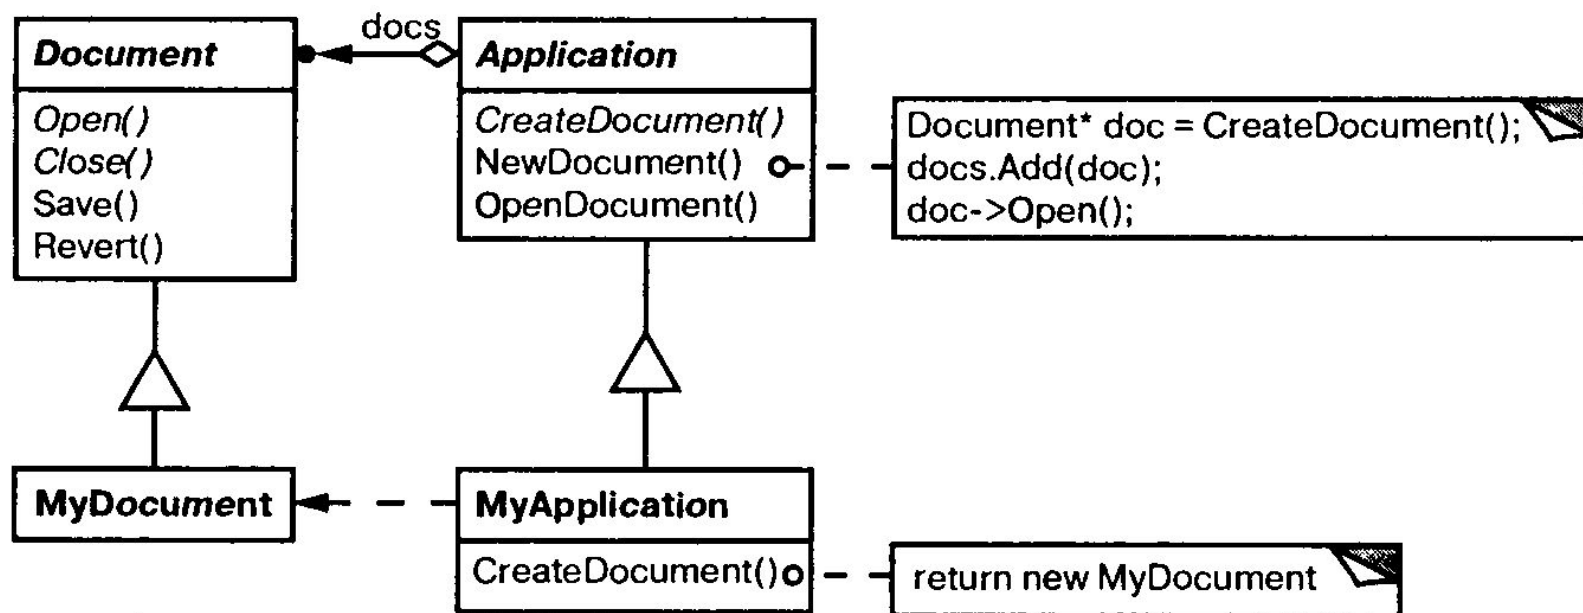 docs
Document
Open()
Close()
Save()
Revert()
Application
CreateDocument()
NewDocument()
OpenDocument()
Document* doc = CreateDocument();
docs.Add(doc);
doc->Open();
MyDocument
MyApplication
CreateDocument()
return new MyDocument